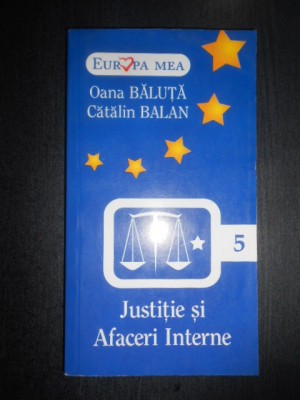 EUROPA MEA
Oana BĂLUȚĂ
Cătălin BALAN
5
Justiție și
Afaceri Interne